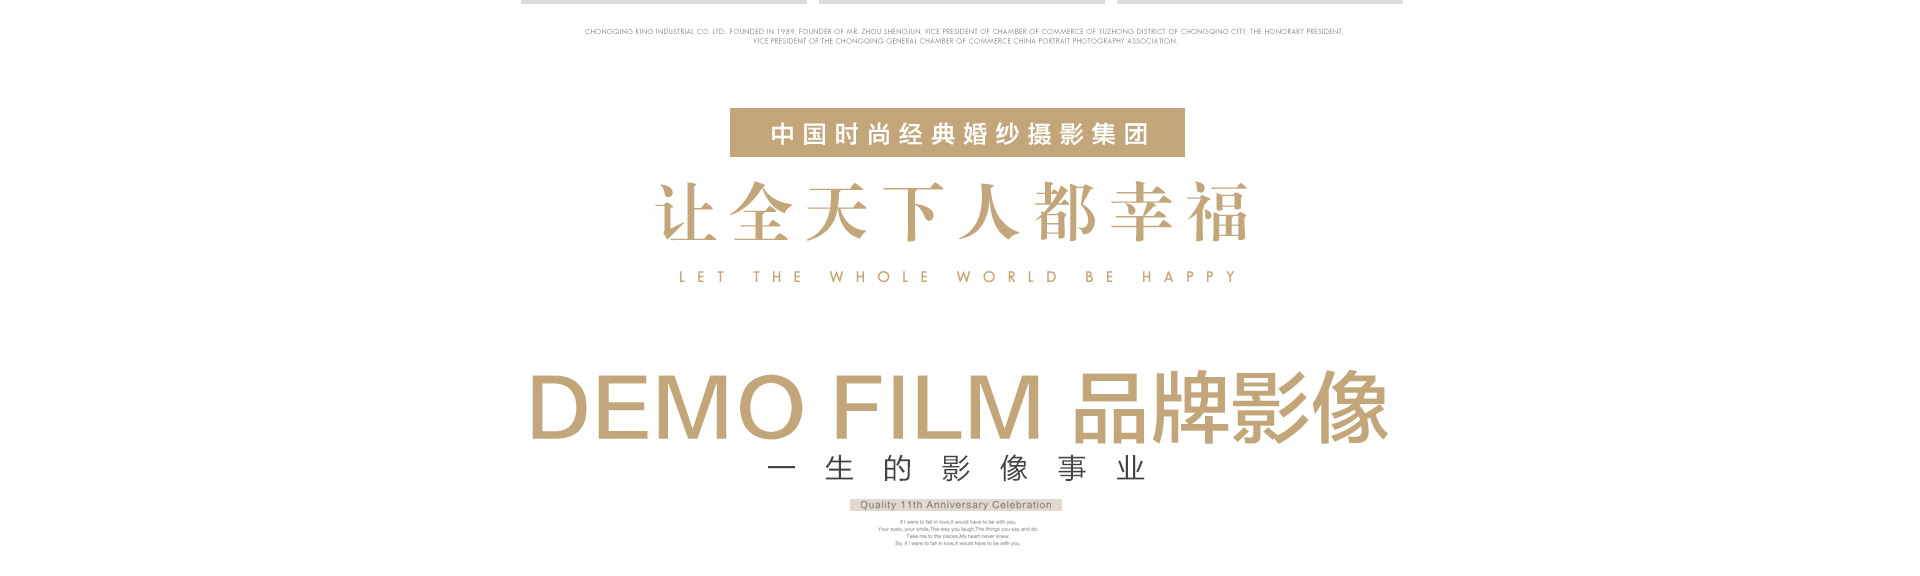 CHONGQING KING INDUSTRIAL CO. LTD., FOUNDED IN 1989, FOUNDER OF MR. ZHOU SHENGJUN, VICE PRESIDENT OF CHAMBER OF COMMERCE OF YUZHONG DISTRICT OF CHONGQING CITY, THE HONORARY PRESIDENT,
VICE PRESIDENT OF THE CHONGQING GENERAL CHAMBER OF COMMERCE CHINA PORTRAIT PHOTOGRAPHY ASSOCIATION.
中国时尚经典婚纱摄影集团
让全天下人都幸福
LET THE WHOLE WORLD BE HAPPY
DEMO FILM 品牌影像
一生的影像事业
Quality 11th Anniversary Celebration
If I were to fall in love,It would have to be with you.
Your eyes, your smile,The way you laugh,The things you say and do.
Take me to the places,My heart never knew.
So, if I were to fall in love,It would have to be with you.